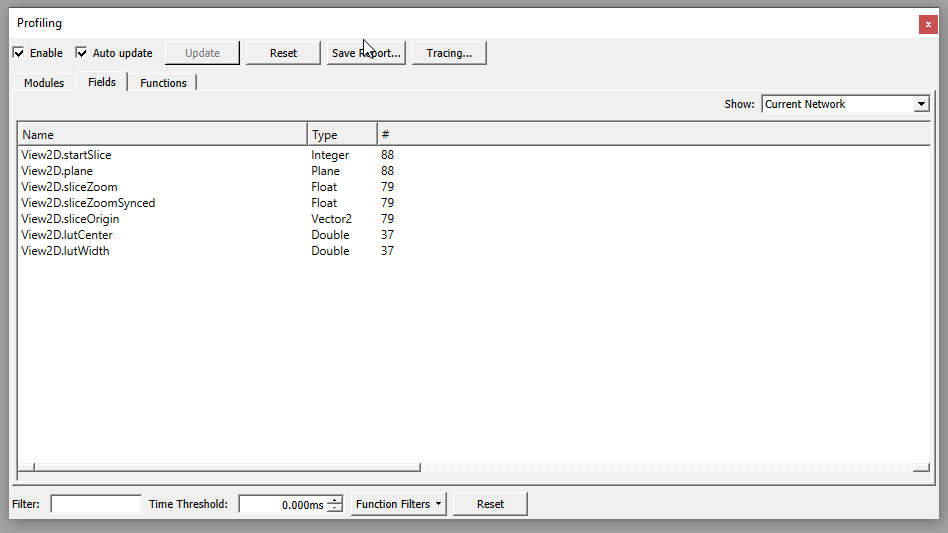 Profiling
x
Enable Auto update Update Reset Save Report... Tracing...
Modules Fields Functions
Show: Current Network
Name Type #
View2D.startSlice Integer 88
View2D.plane Plane 88
View2D.sliceZoom Float 79
View2D.sliceZoomSynced Float 79
View2D.sliceOrigin Vector2 79
View2D.lutCenter Double 37
View2D.lutWidth Double 37
Filter: Time Threshold: 0.000ms Function Filters Reset